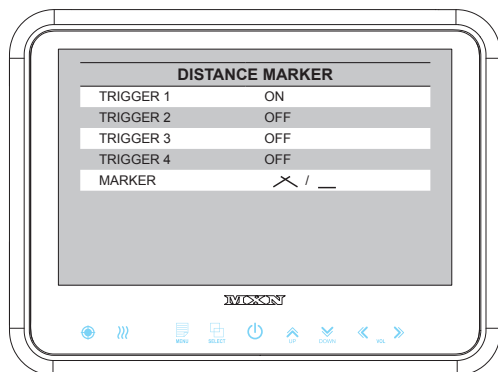 DISTANCE MARKER
TRIGGER 1 ON
TRIGGER 2 OFF
TRIGGER 3 OFF
TRIGGER 4 OFF
MARKER /
MXN
MENU SELECT UP DOWN VOL